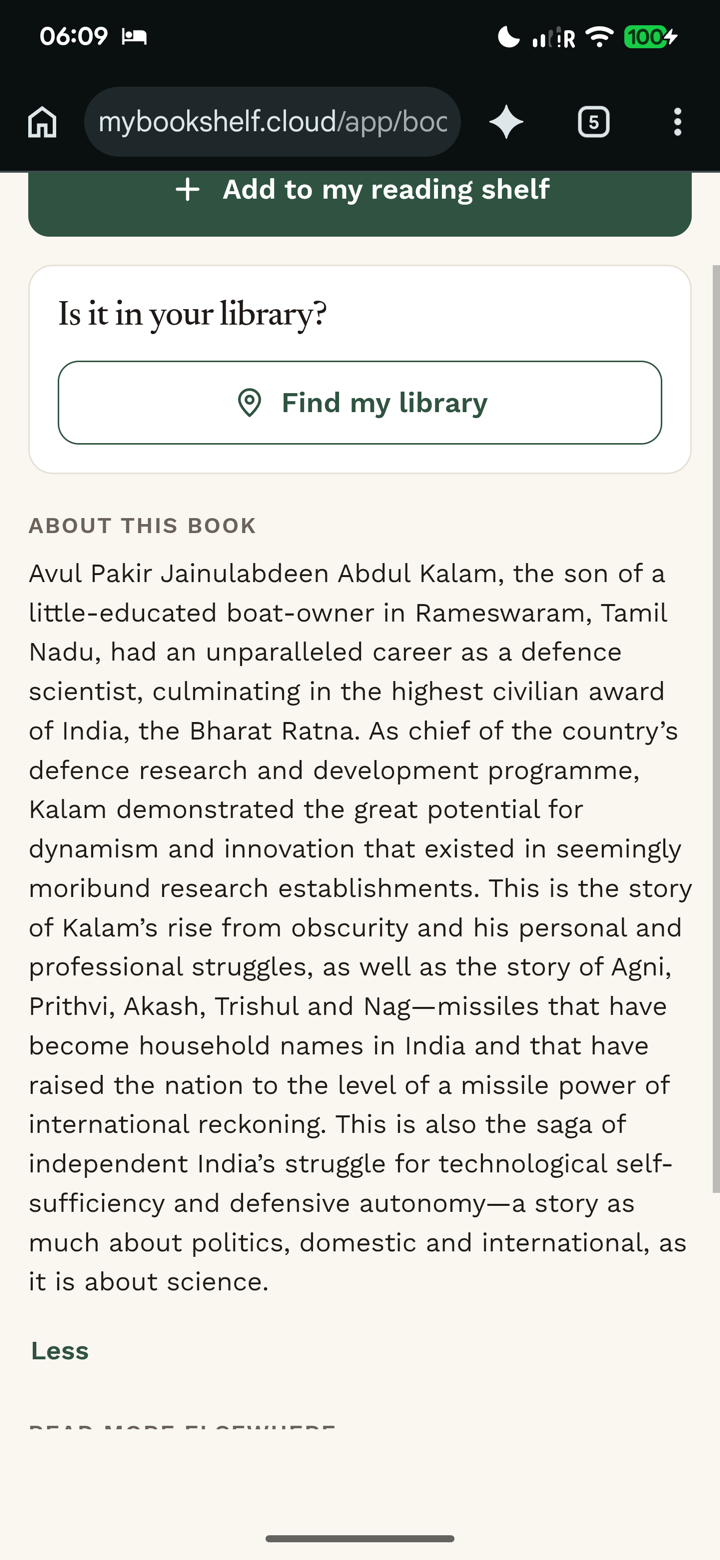 06:09
R
100
mybookshelf.cloud/app/boo
5
+ Add to my reading shelf
Is it in your library?
Find my library
ABOUT THIS BOOK
Avul Pakir Jainulabdeen Abdul Kalam, the son of a
little-educated boat-owner in Rameswaram, Tamil
Nadu, had an unparalleled career as a defence
scientist, culminating in the highest civilian award
of India, the Bharat Ratna. As chief of the country’s
defence research and development programme,
Kalam demonstrated the great potential for
dynamism and innovation that existed in seemingly
moribund research establishments. This is the story
of Kalam’s rise from obscurity and his personal and
professional struggles, as well as the story of Agni,
Prithvi, Akash, Trishul and Nag—missiles that have
become household names in India and that have
raised the nation to the level of a missile power of
international reckoning. This is also the saga of
independent India’s struggle for technological self-
sufficiency and defensive autonomy—a story as
much about politics, domestic and international, as
it is about science.
Less
READ MORE ELSEWHERE